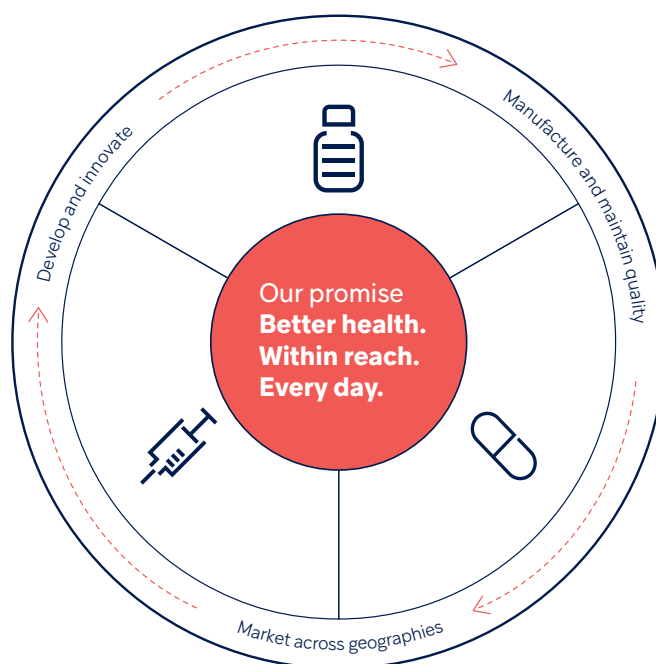 Develop and innovate
Manufacture and maintain quality
Our promise
Better health.
Within reach.
Every day.
Market across geographies